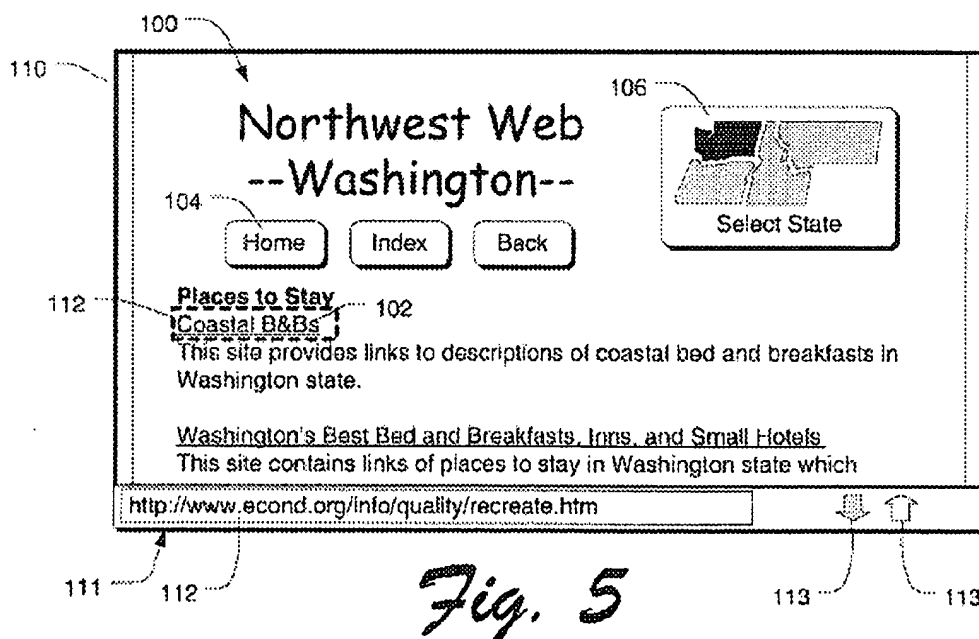 100
110
106
Northwest Web
--Washington--
Select State
104
Home Index Back
Places to Stay
112 Coastal B&Bs 102
This site provides links to descriptions of coastal bed and breakfasts in
Washington state.
Washington's Best Bed and Breakfasts, Inns, and Small Hotels
This site contains links of places to stay in Washington state which
http://www.econd.org/info/quality/recreate.htm
111 112 113 113
Fig. 5